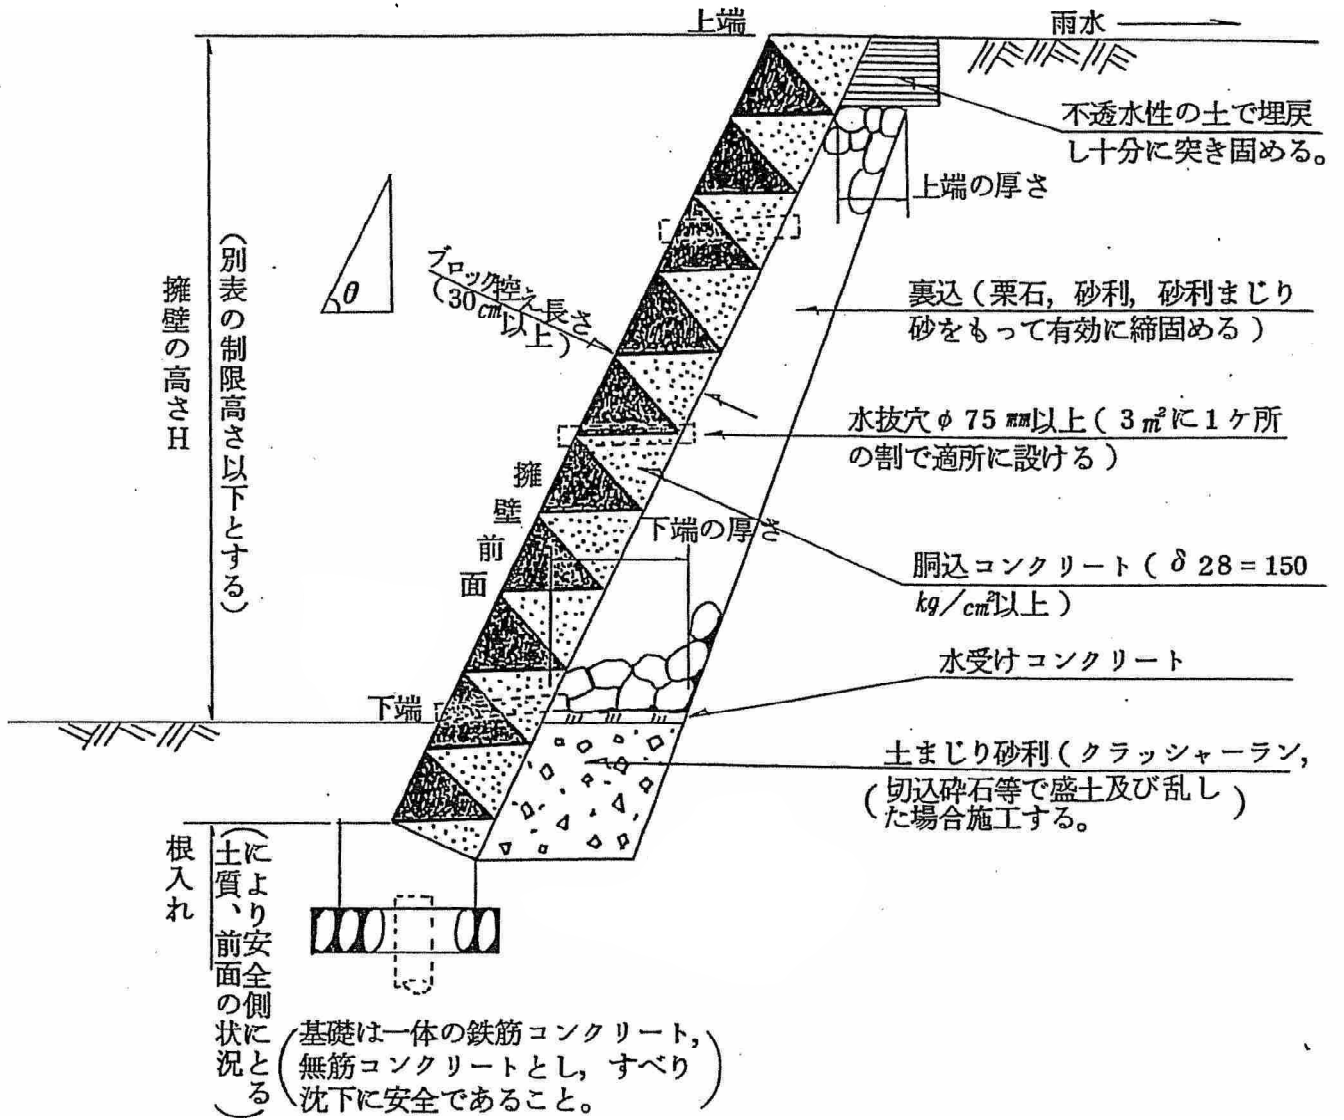 上端
雨水
不透水性の土で埋戻
し十分に突き固める。
上端の厚さ
θ
ブロック控え長さ
(30cm以上)
擁壁の高さH
(別表の制限高さ以下とする)
裏込(栗石,砂利,砂利まじり
砂をもって有効に締固める)
水抜穴φ75㎜以上(3㎡に1ケ所
の割で適所に設ける)
擁壁前面
下端の厚さ
胴込コンクリート(δ28=150
kg/cm²以上)
水受けコンクリート
下端
土まじり砂利(クラッシャーラン,
(切込砕石等で盛土及び乱し
た場合施工する。)
根入れ
(土質、前面の状況
により安全側にとる)
(基礎は一体の鉄筋コンクリート,
無筋コンクリートとし,すべり
沈下に安全であること。)